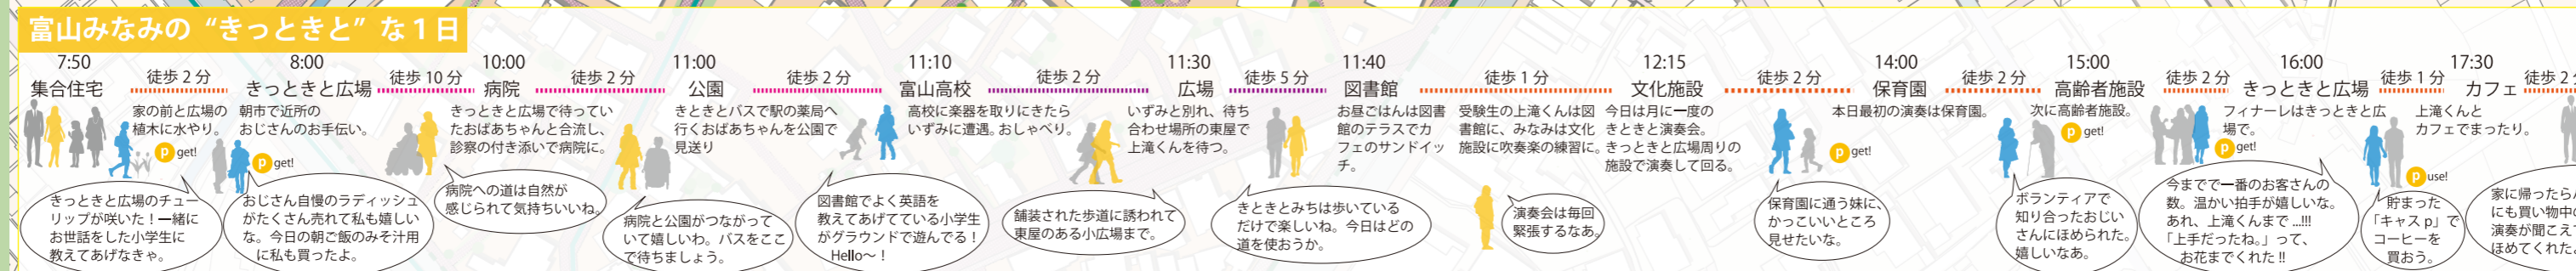 富山みなみの“きっときと”な1日
7:50
集合住宅
徒歩 2 分
家の前と広場の
植木に水やり。
p get!
きっときと広場のチュー
リップが咲いた！一緒に
お世話をした小学生に
教えてあげなきゃ。
8:00
きっときと広場
徒歩 10 分
朝市で近所の
おじさんのお手伝い。
p get!
おじさん自慢のラディッシュ
がたくさん売れて私も嬉しい
な。今日の朝ご飯のみそ汁用
に私も買ったよ。
10:00
病院
徒歩 2 分
きっときと広場で待ってい
たおばあちゃんと合流し、
診察の付き添いで病院に。
病院への道は自然が
感じられて気持ちいいね。
11:00
公園
徒歩 2 分
きときとバスで駅の薬局へ
行くおばあちゃんを公園で
見送り
病院と公園がつながって
いて嬉しいわ。バスをここ
で待ちましょう。
11:10
富山高校
徒歩 2 分
高校に楽器を取りにきたら
いずみに遭遇。おしゃべり。
図書館でよく英語を
教えてあげてている小学生
がグラウンドで遊んでる！
Hello～！
11:30
広場
徒歩 5 分
いずみと別れ、待ち
合わせ場所の東屋で
上滝くんを待つ。
舗装された歩道に誘われて
東屋のある小広場まで。
11:40
図書館
徒歩 1 分
お昼ごはんは図書
館のテラスでカ
フェのサンドイッ
チ。
きときとみちは歩いている
だけで楽しいね。今日はどの
道を使おうか。
受験生の上滝くんは図
書館に、みなみは文化
施設に吹奏楽の練習に。
演奏会は毎回
緊張するなあ。
12:15
文化施設
徒歩 2 分
今日は月に一度の
きときと演奏会。
きっときと広場周りの
施設で演奏して回る。
14:00
保育園
徒歩 2 分
本日最初の演奏は保育園。
p get!
保育園に通う妹に、
かっこいいところ
見せたいな。
15:00
高齢者施設
徒歩 2 分
次に高齢者施設。
p get!
ボランティアで
知り合ったおじい
さんにほめられた。
嬉しいなあ。
16:00
きっときと広場
徒歩 1 分
フィナーレはきっときと広
場で。
p get!
今までで一番のお客さんの
数。温かい拍手が嬉しいな。
あれ、上滝くんまで ...!!!
「上手だったね。」って、
お花までくれた !!
17:30
カフェ
徒歩 2
上滝くんと
カフェでまったり。
p use!
貯まった
「キャス p」で
コーヒーを
買おう。
家に帰ったら
にも買い物中の
演奏が聞こえて
ほめてくれた。